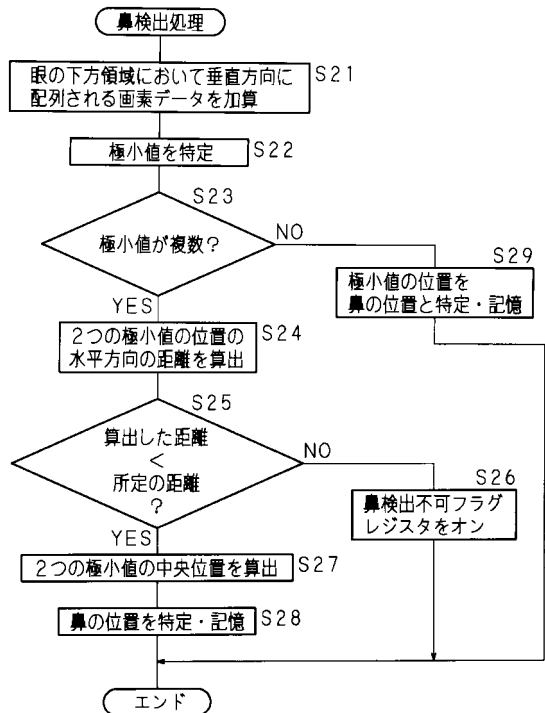 鼻検出処理
眼の下方領域において垂直方向に
配列される画素データを加算
S21
極小値を特定
S22
S23
極小値が複数?
NO
YES
S29
極小値の位置を
鼻の位置と特定・記憶
2つの極小値の位置の
水平方向の距離を算出
S24
S25
算出した距離
<
所定の距離
?
NO
YES
S26
鼻検出不可フラグ
レジスタをオン
2つの極小値の中央位置を算出
S27
鼻の位置を特定・記憶
S28
エンド